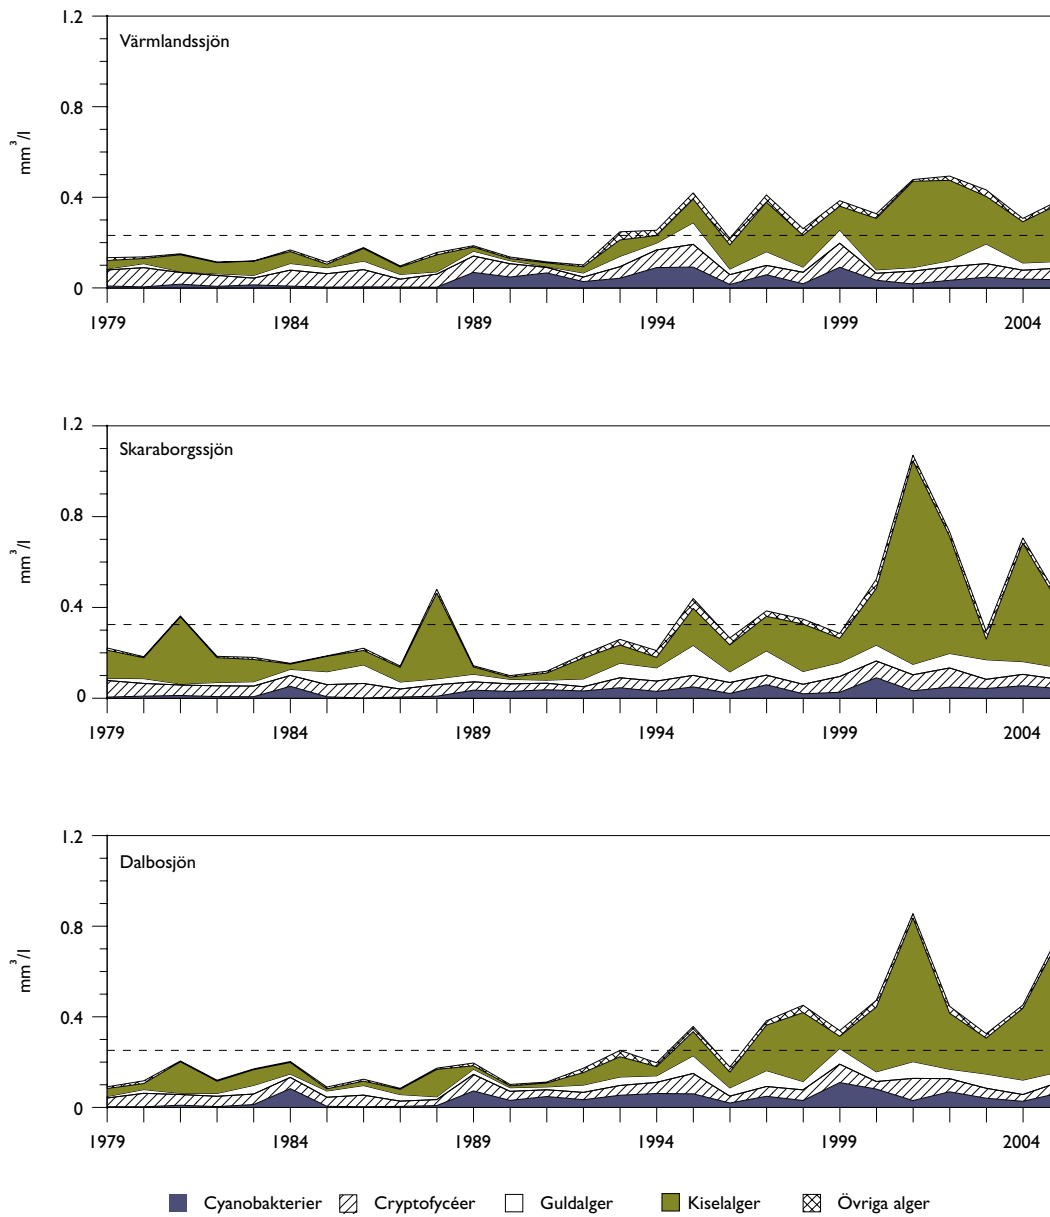 1.2
Värmlandssjön
0.8
mm³/l
0.4
0
1979 1984 1989 1994 1999 2004
1.2
Skaraborgssjön
0.8
mm³/l
0.4
0
1979 1984 1989 1994 1999 2004
1.2
Dalbosjön
0.8
mm³/l
0.4
0
1979 1984 1989 1994 1999 2004
Cyanobakterier Cryptofycéer Guldalger Kiselalger Övriga alger